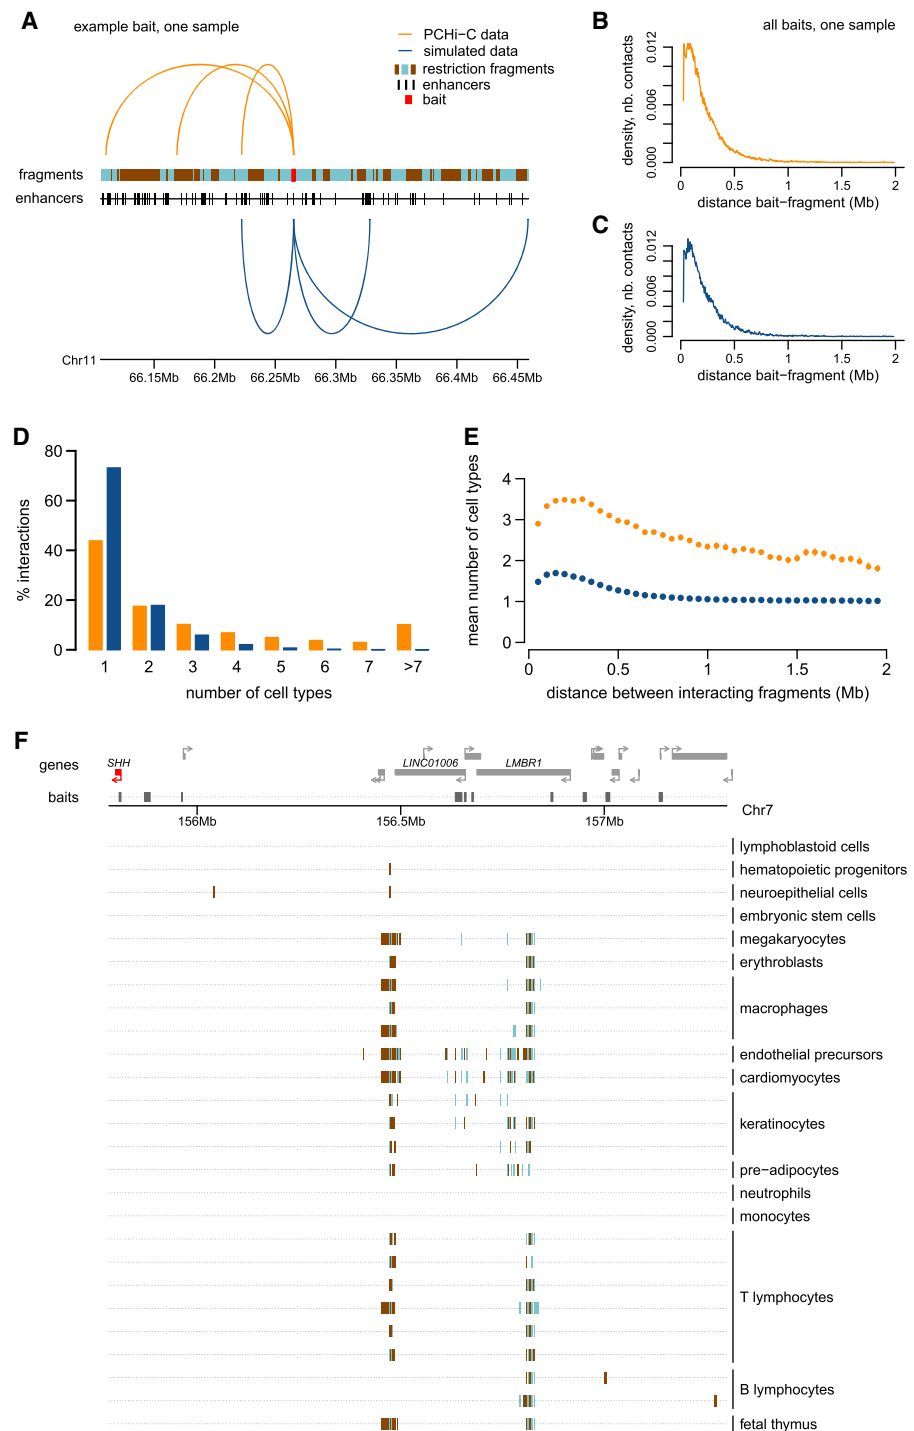 A
example bait, one sample
PCHi−C data
simulated data
restriction fragments
enhancers
bait
fragments
enhancers
Chr11
66.15Mb 66.2Mb 66.25Mb 66.3Mb 66.35Mb 66.4Mb 66.45Mb
B
all baits, one sample
density, nb. contacts
0.000 0.006 0.012
0 0.5 1 1.5 2
distance bait−fragment (Mb)
C
density, nb. contacts
0.000 0.006 0.012
0 0.5 1 1.5 2
distance bait−fragment (Mb)
D
% interactions
0 20 40 60 80
1 2 3 4 5 6 7 >7
number of cell types
E
mean number of cell types
0 1 2 3 4
0 0.5 1 1.5 2
distance between interacting fragments (Mb)
F
genes
SHH LINC01006 LMBR1
baits
Chr7
156Mb 156.5Mb 157Mb
lymphoblastoid cells
hematopoietic progenitors
neuroepithelial cells
embryonic stem cells
megakaryocytes
erythroblasts
macrophages
endothelial precursors
cardiomyocytes
keratinocytes
pre−adipocytes
neutrophils
monocytes
T lymphocytes
B lymphocytes
fetal thymus